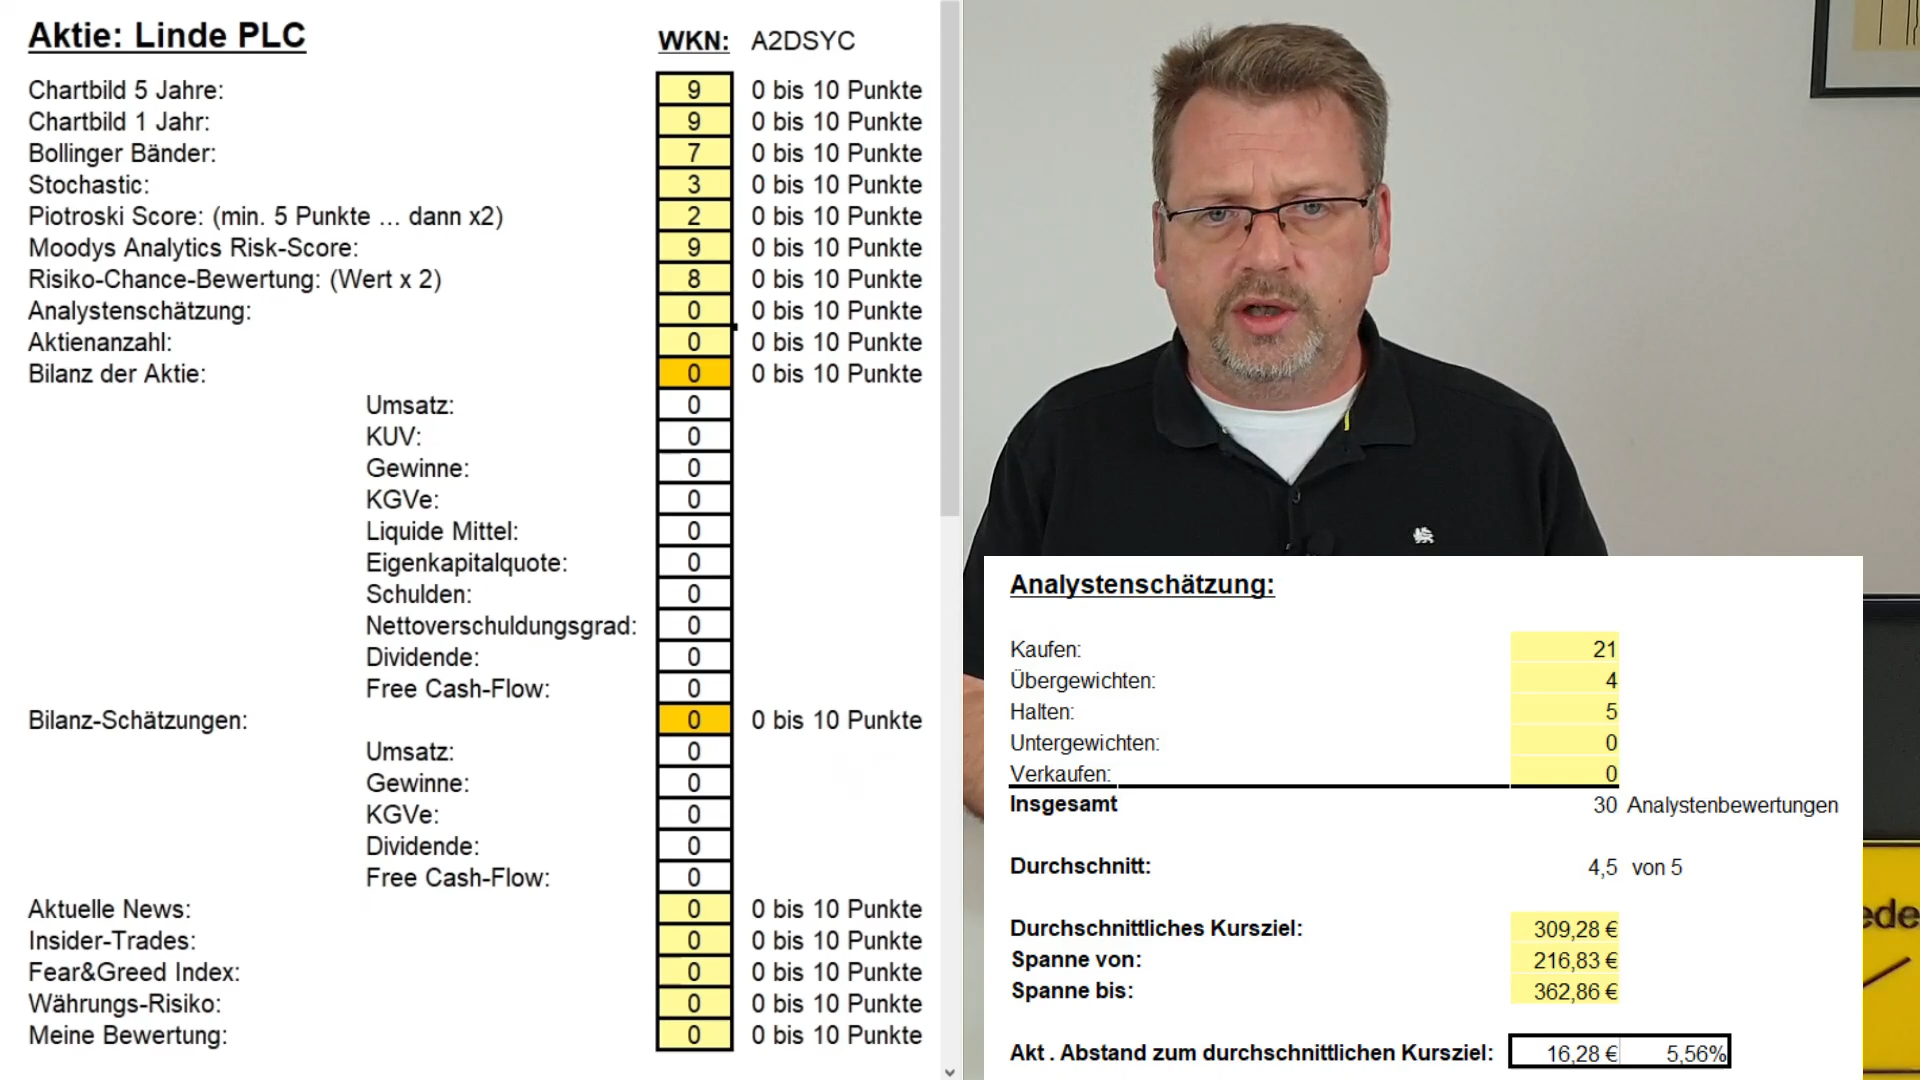 Aktie: Linde PLC WKN: A2DSYC
Chartbild 5 Jahre: 9 0 bis 10 Punkte
Chartbild 1 Jahr: 9 0 bis 10 Punkte
Bollinger Bänder: 7 0 bis 10 Punkte
Stochastic: 3 0 bis 10 Punkte
Piotroski Score: (min. 5 Punkte ... dann x2) 2 0 bis 10 Punkte
Moodys Analytics Risk-Score: 9 0 bis 10 Punkte
Risiko-Chance-Bewertung: (Wert x 2) 8 0 bis 10 Punkte
Analystenschätzung: 0 0 bis 10 Punkte
Aktienanzahl: 0 0 bis 10 Punkte
Bilanz der Aktie: 0 0 bis 10 Punkte
Umsatz: 0
KUV: 0
Gewinne: 0
KGVe: 0
Liquide Mittel: 0
Eigenkapitalquote: 0
Schulden: 0
Nettoverschuldungsgrad: 0
Dividende: 0
Free Cash-Flow: 0
Bilanz-Schätzungen: 0 0 bis 10 Punkte
Umsatz: 0
Gewinne: 0
KGVe: 0
Dividende: 0
Free Cash-Flow: 0
Aktuelle News: 0 0 bis 10 Punkte
Insider-Trades: 0 0 bis 10 Punkte
Fear&Greed Index: 0 0 bis 10 Punkte
Währungs-Risiko: 0 0 bis 10 Punkte
Meine Bewertung: 0 0 bis 10 Punkte
Analystenschätzung:
Kaufen: 21
Übergewichten: 4
Halten: 5
Untergewichten: 0
Verkaufen: 0
Insgesamt 30 Analystenbewertungen
Durchschnitt: 4,5 von 5
Durchschnittliches Kursziel: 309,28 €
Spanne von: 216,83 €
Spanne bis: 362,86 €
Akt . Abstand zum durchschnittlichen Kursziel: 16,28 € 5,56%